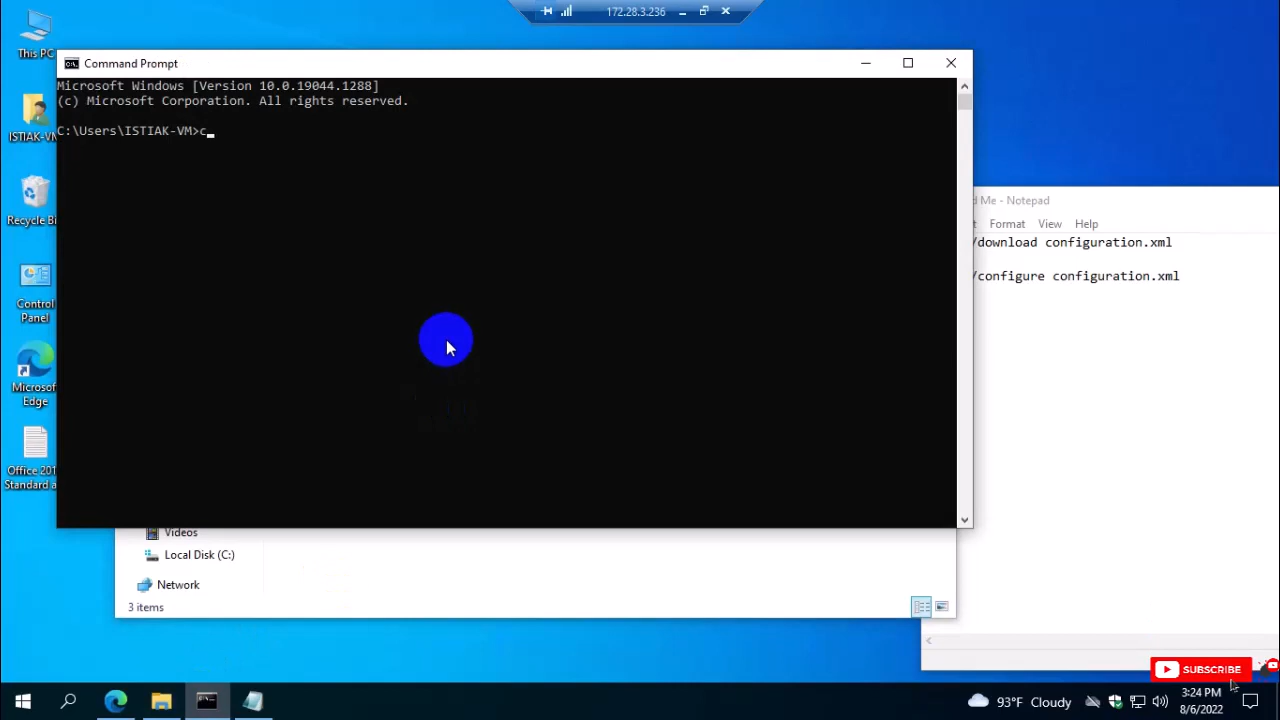 172.28.3.236
This PC
Command Prompt
Microsoft Windows [Version 10.0.19044.1288]
(c) Microsoft Corporation. All rights reserved.
C:\Users\ISTIAK-VM>c
ISTIAK-VM
Recycle Bi
Control
Panel
Microsof
Edge
Office 201
Standard a
d Me - Notepad
t Format View Help
/download configuration.xml
/configure configuration.xml
Videos
Local Disk (C:)
Network
3 items
SUBSCRIBE
93°F Cloudy
3:24 PM
8/6/2022